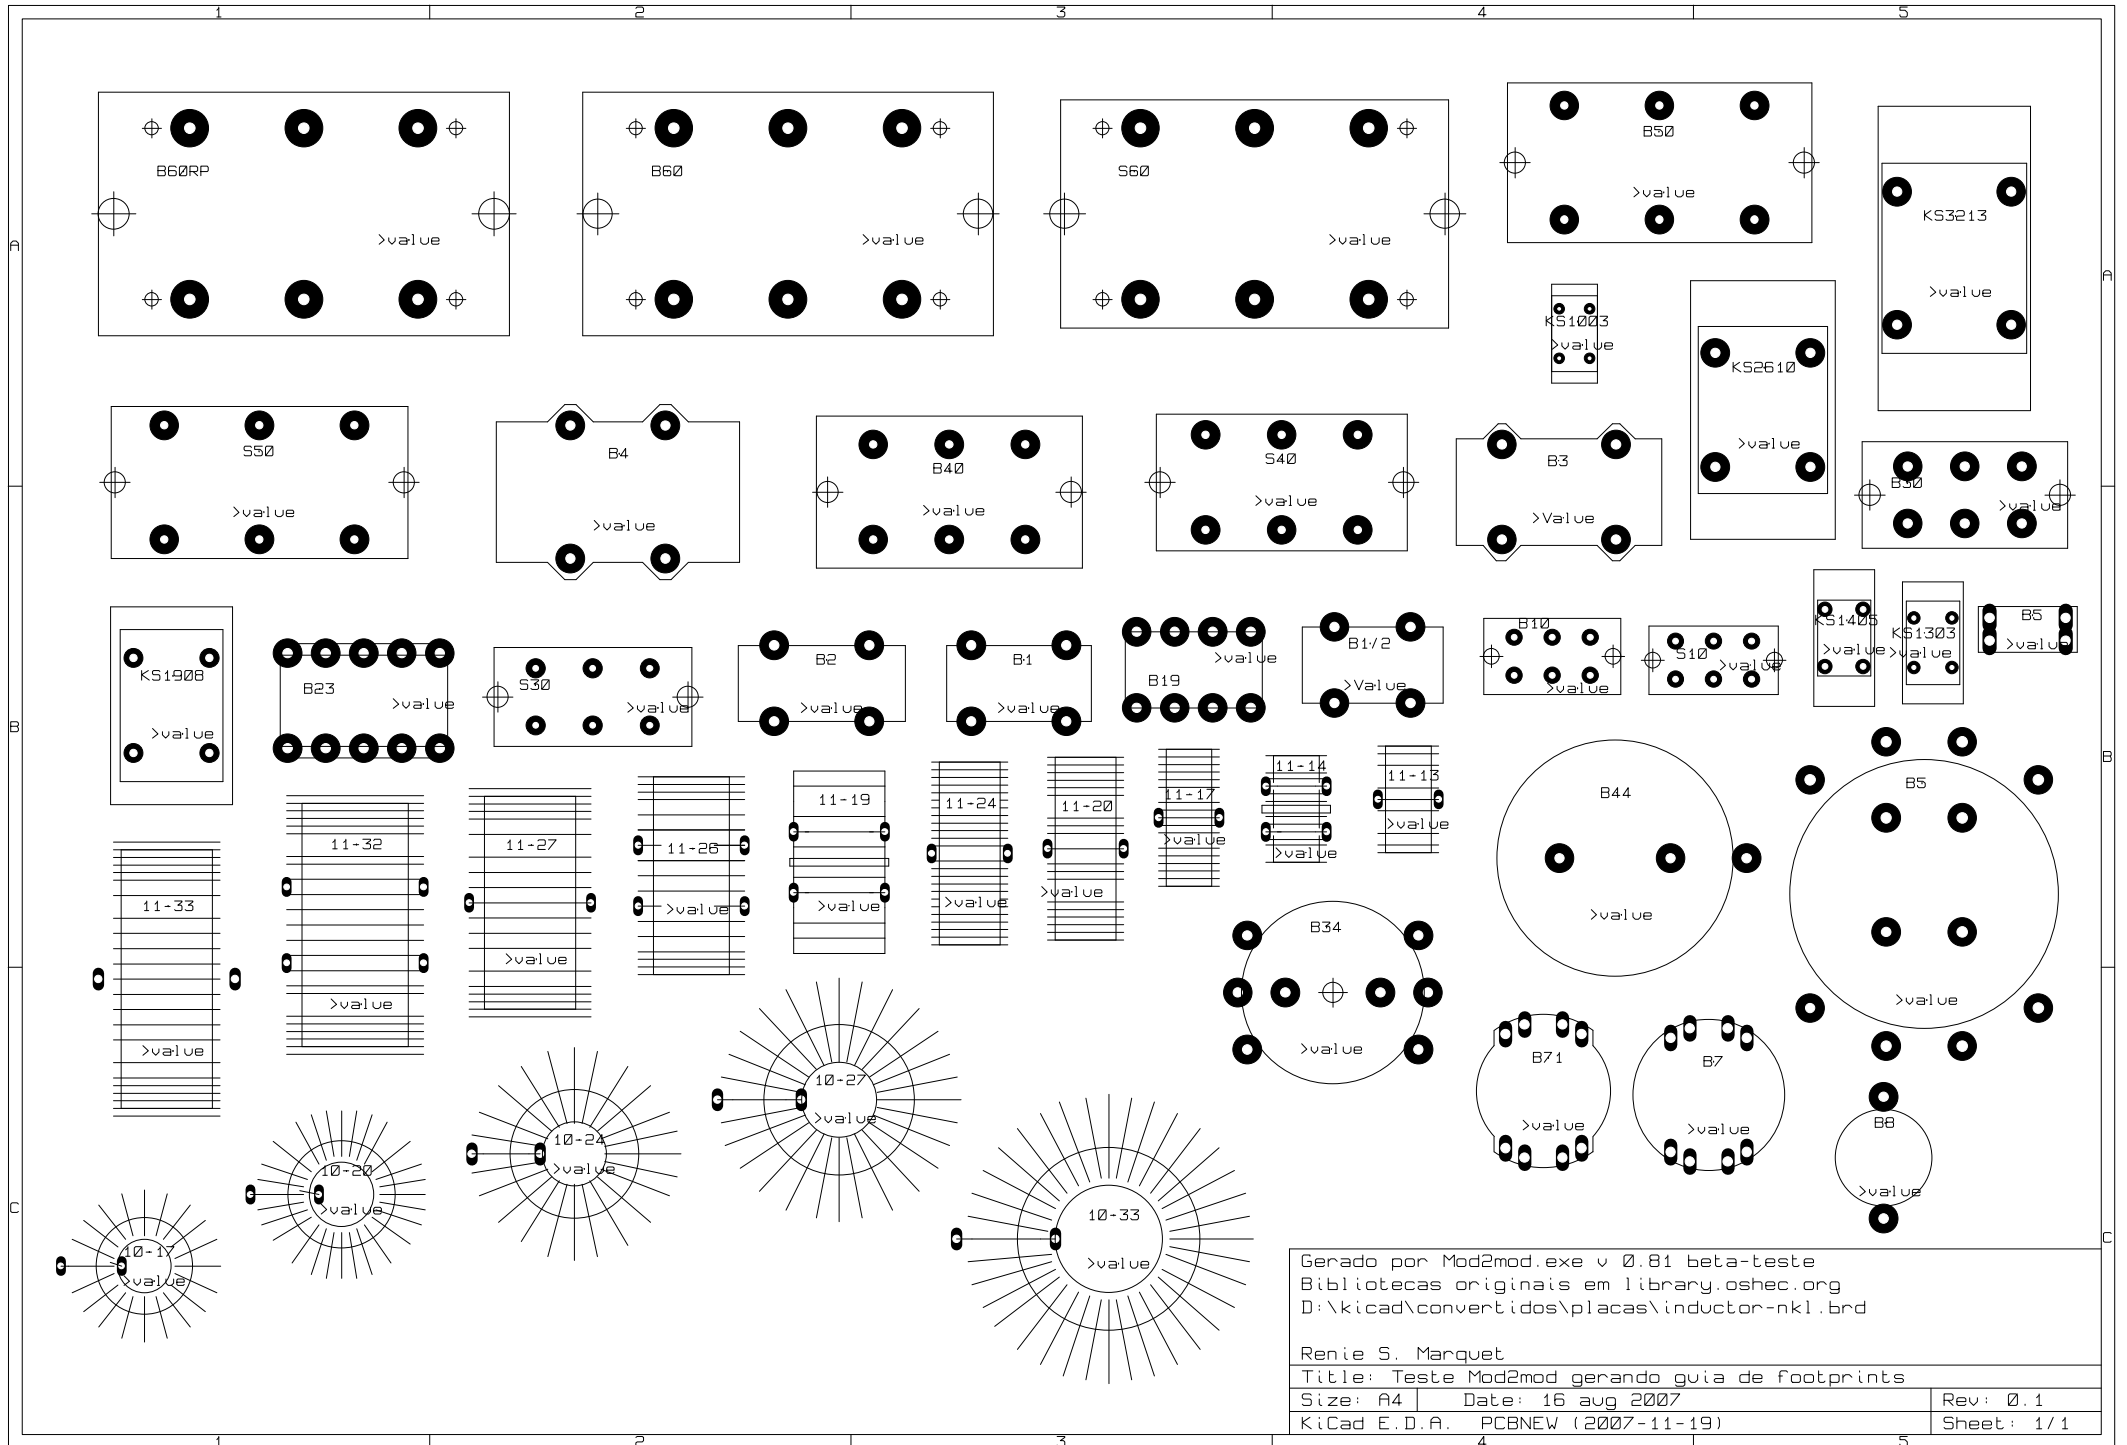 1 2 3 4 5
B60RP
>value
B60
>value
S60
>value
B50
>value
KS3213
>value
A
A
KS1003
>value
KS2610
>value
S50
>value
B4
>value
B40
>value
S40
>value
B3
>Value
B30
>value
KS1908
>value
B23
>value
S30
>value
B2
>value
B1
>value
B19
>value
B1/2
>Value
B10
>value
S10
>value
KS1405
>value
KS1303
>value
B5
>value
B
B
11-33
>value
11-32
>value
11-27
>value
11-26
>value
11-19
>value
11-24
>value
11-20
>value
11-17
>value
11-14
>value
11-13
>value
B44
>value
B5
>value
B34
>value
B71
>value
B7
>value
B8
>value
10-17
>value
10-20
>value
10-24
>value
10-27
>value
10-33
>value
C
C
Gerado por Mod2mod.exe v 0.81 beta-teste
Bibliotecas originais em library.oshec.org
D:\kicad\convertidos\placas\inductor-nkl.brd
Renie S. Marquet
Title: Teste Mod2mod gerando guia de footprints
Size: A4 Date: 16 aug 2007 Rev: 0.1
KiCad E.D.A. PCBNEW (2007-11-19) Sheet: 1/1
1 2 3 4 5